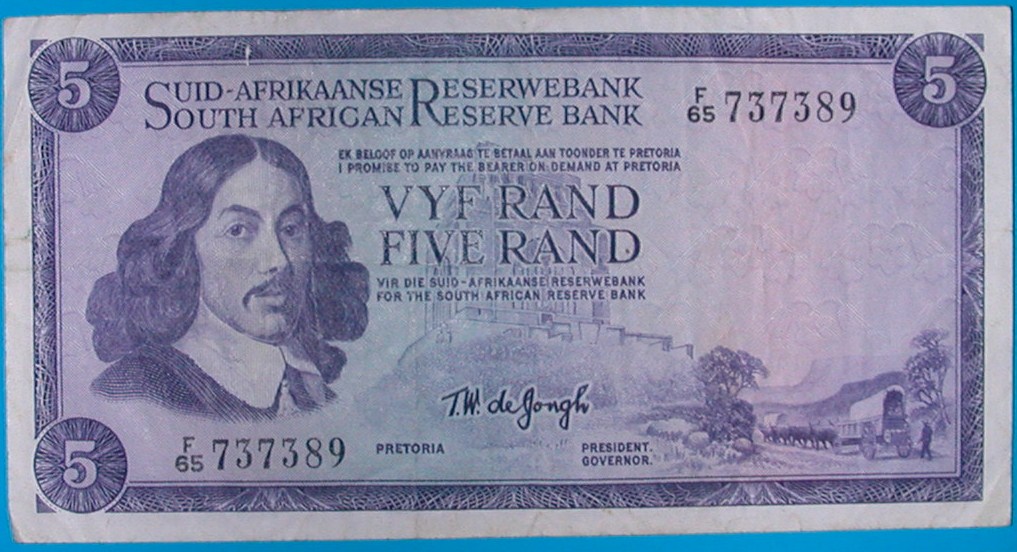 5
5
SUID-AFRIKAANSE RESERWEBANK
SOUTH AFRICAN RESERVE BANK
F/65 737389
EK BELOOF OP AANVRAAG TE BETAAL AAN TOONDER TE PRETORIA
I PROMISE TO PAY THE BEARER ON DEMAND AT PRETORIA
VYF RAND
FIVE RAND
VIR DIE SUID-AFRIKAANSE RESERWEBANK
FOR THE SOUTH AFRICAN RESERVE BANK
T.W. de Jongh
F/65 737389
PRETORIA
PRESIDENT.
GOVERNOR.
5